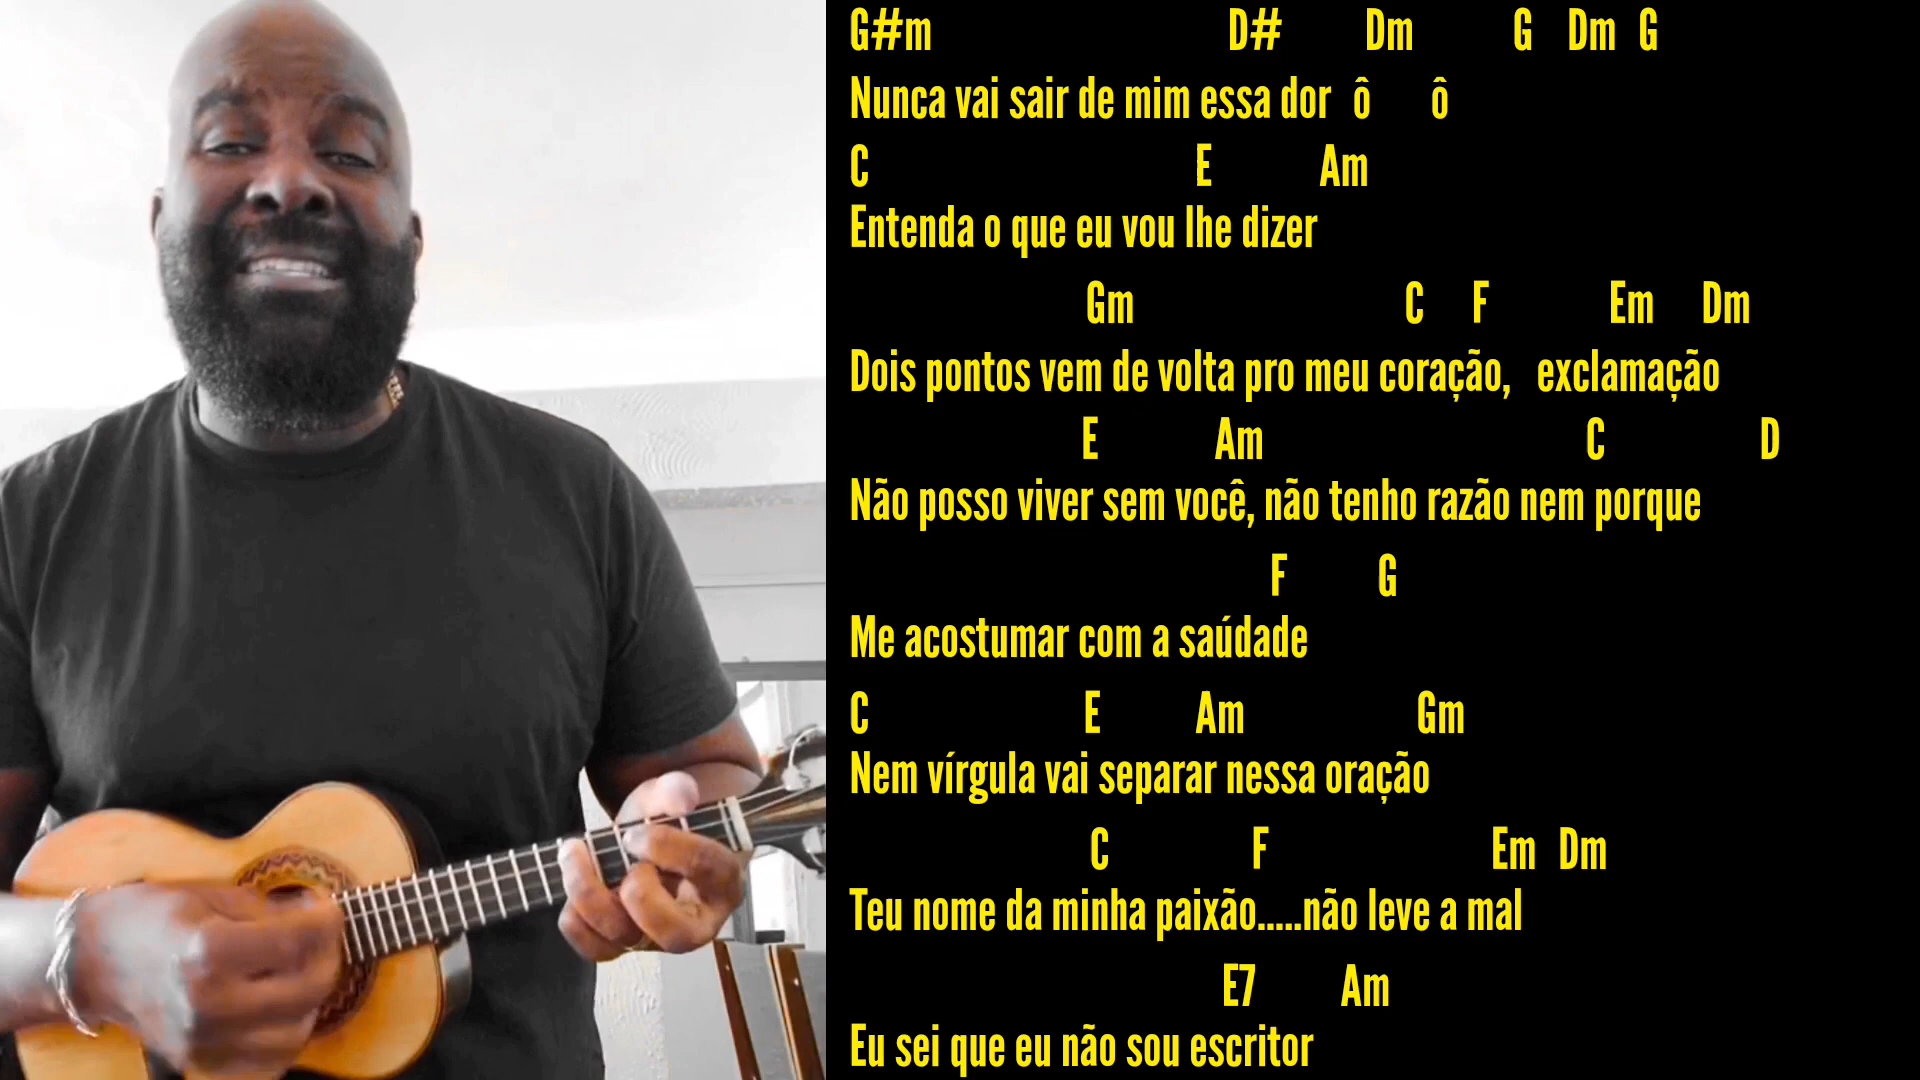 G#m D# Dm G Dm G
Nunca vai sair de mim essa dor ô ô
C E Am
Entenda o que eu vou lhe dizer
Gm C F Em Dm
Dois pontos vem de volta pro meu coração, exclamação
E Am C D
Não posso viver sem você, não tenho razão nem porque
F G
Me acostumar com a saúdade
C E Am Gm
Nem vírgula vai separar nessa oração
C F Em Dm
Teu nome da minha paixão.....não leve a mal
E7 Am
Eu sei que eu não sou escritor